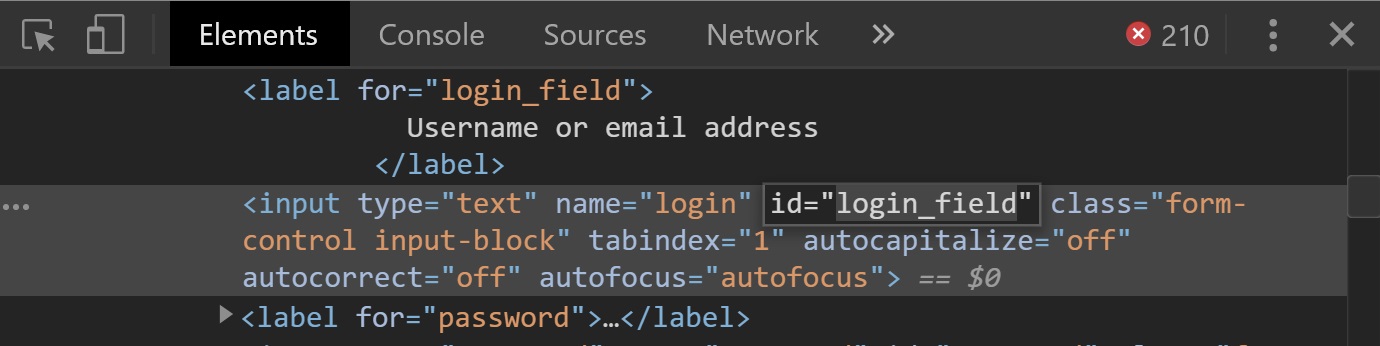 Elements Console Sources Network » 210
<label for="login_field">
Username or email address
</label>
<input type="text" name="login" id="login_field" class="form-
control input-block" tabindex="1" autocapitalize="off"
autocorrect="off" autofocus="autofocus"> == $0
<label for="password">…</label>